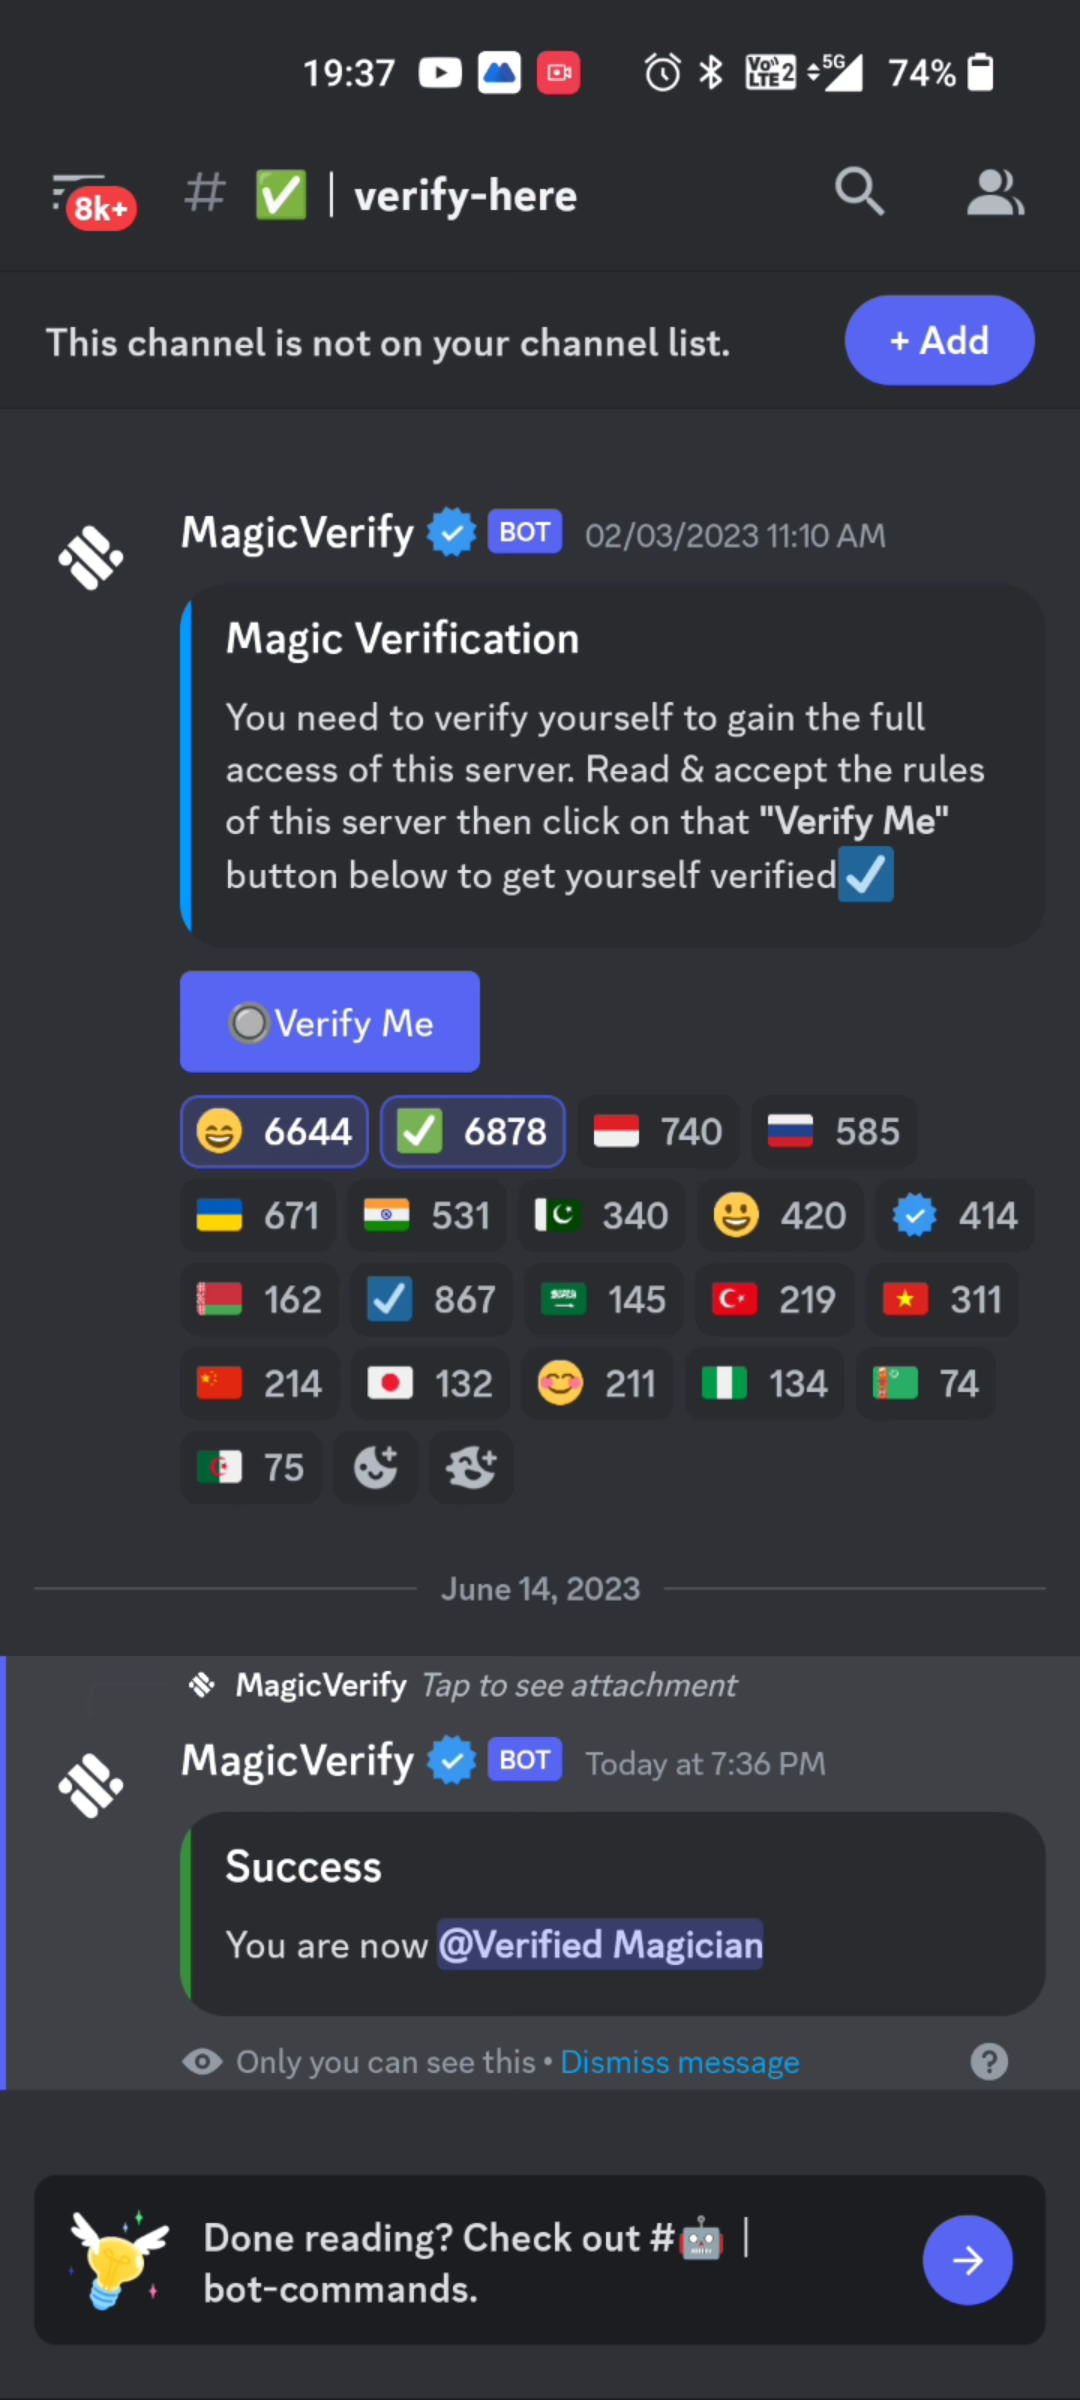 19:37 Vo)) LTE 2 5G 74%
8k+ # ✅ | verify-here
This channel is not on your channel list. + Add
MagicVerify BOT 02/03/2023 11:10 AM
Magic Verification
You need to verify yourself to gain the full
access of this server. Read & accept the rules
of this server then click on that "Verify Me"
button below to get yourself verified☑️
🔘Verify Me
😄 6644 ✅ 6878 🇮🇩 740 🇷🇺 585
🇺🇦 671 🇮🇳 531 🇵🇰 340 😃 420 414
🇧🇾 162 ☑️ 867 🇸🇦 145 🇹🇷 219 🇻🇳 311
🇨🇳 214 🇯🇵 132 😊 211 🇳🇬 134 🇹🇲 74
🇩🇿 75
June 14, 2023
MagicVerify Tap to see attachment
MagicVerify BOT Today at 7:36 PM
Success
You are now @Verified Magician
Only you can see this • Dismiss message ?
Done reading? Check out #🤖 |
bot-commands.